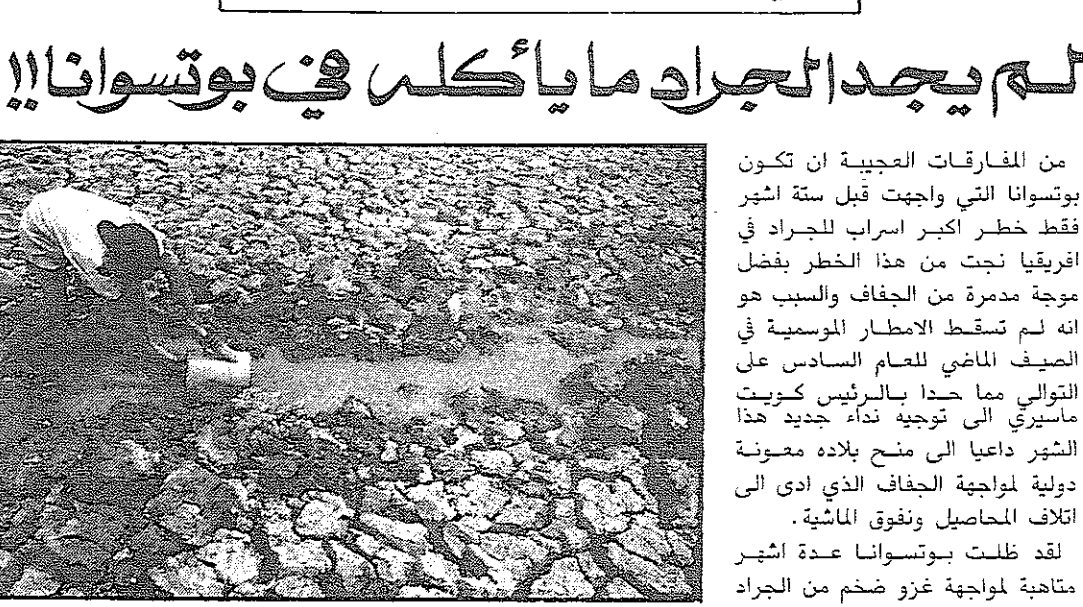 لم يجد الجراد ما يأكله في بوتسوانا!!
من المفارقات العجيبة ان تكون
بوتسوانا التي واجهت قبل ستة اشهر
فقط خطر اكبر اسراب للجراد في
افريقيا نجت من هذا الخطر بفضل
موجة مدمرة من الجفاف والسبب هو
انه لم تسقط الامطار الموسمية في
الصيف الماضي للعام السادس على
التوالي مما حدا بالرئيس كويت
ماسيري الى توجيه نداء جديد هذا
الشهر داعيا الى منح بلاده معونة
دولية لمواجهة الجفاف الذي ادى الى
اتلاف المحاصيل ونفوق الماشية.
لقد ظلت بوتسوانا عدة اشهر
متاهبة لمواجهة غزو ضخم من الجراد